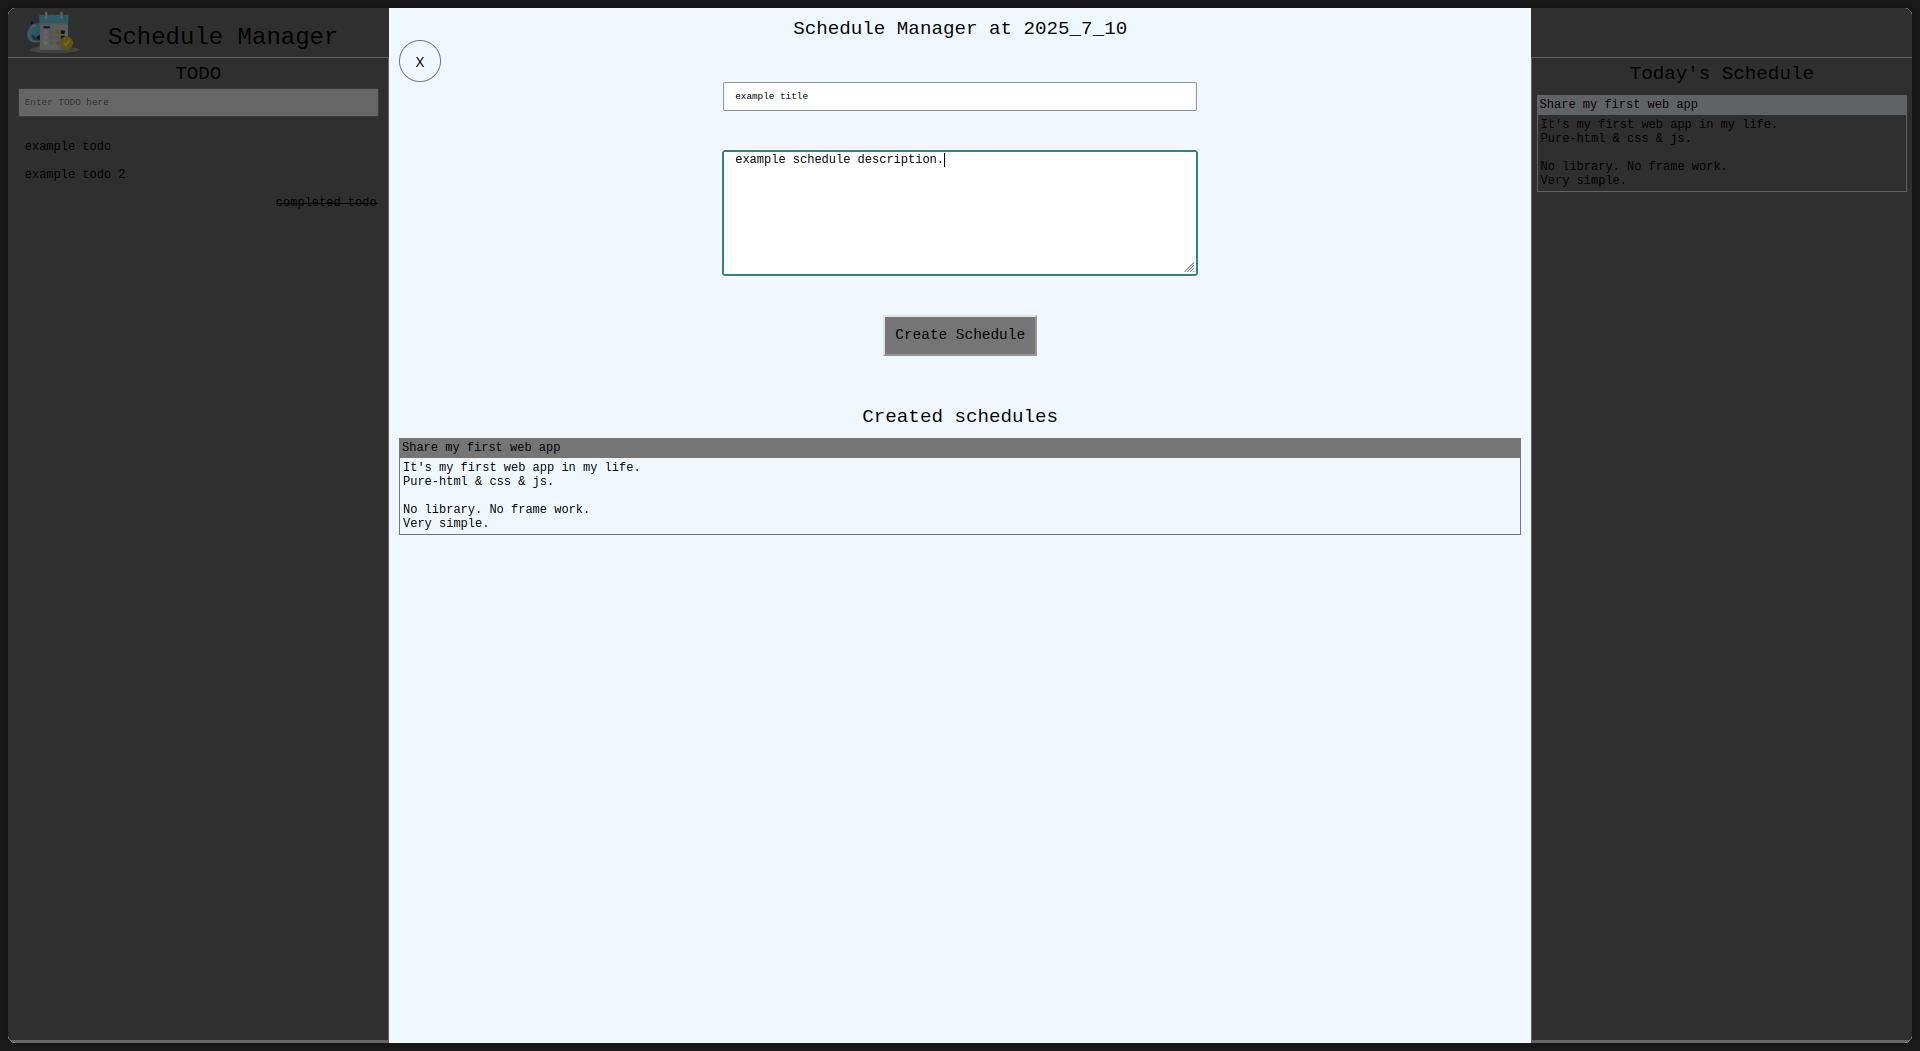 Schedule Manager
TODO
Enter TODO here
example todo
example todo 2
completed todo
Schedule Manager at 2025_7_10
X
example title
example schedule description.
Create Schedule
Created schedules
Share my first web app
It's my first web app in my life.
Pure-html & css & js.
No library. No frame work.
Very simple.
Today's Schedule
Share my first web app
It's my first web app in my life.
Pure-html & css & js.
No library. No frame work.
Very simple.